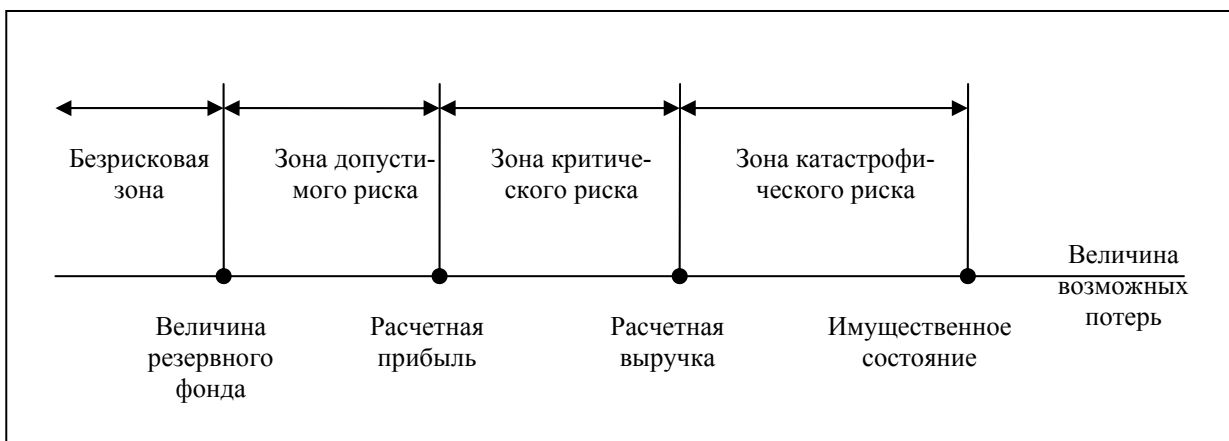 Безрисковая
зона
Зона допусти-
мого риска
Зона критиче-
ского риска
Зона катастрофи-
ческого риска
Величина
возможных
потерь
Величина
резервного
фонда
Расчетная
прибыль
Расчетная
выручка
Имущественное
состояние